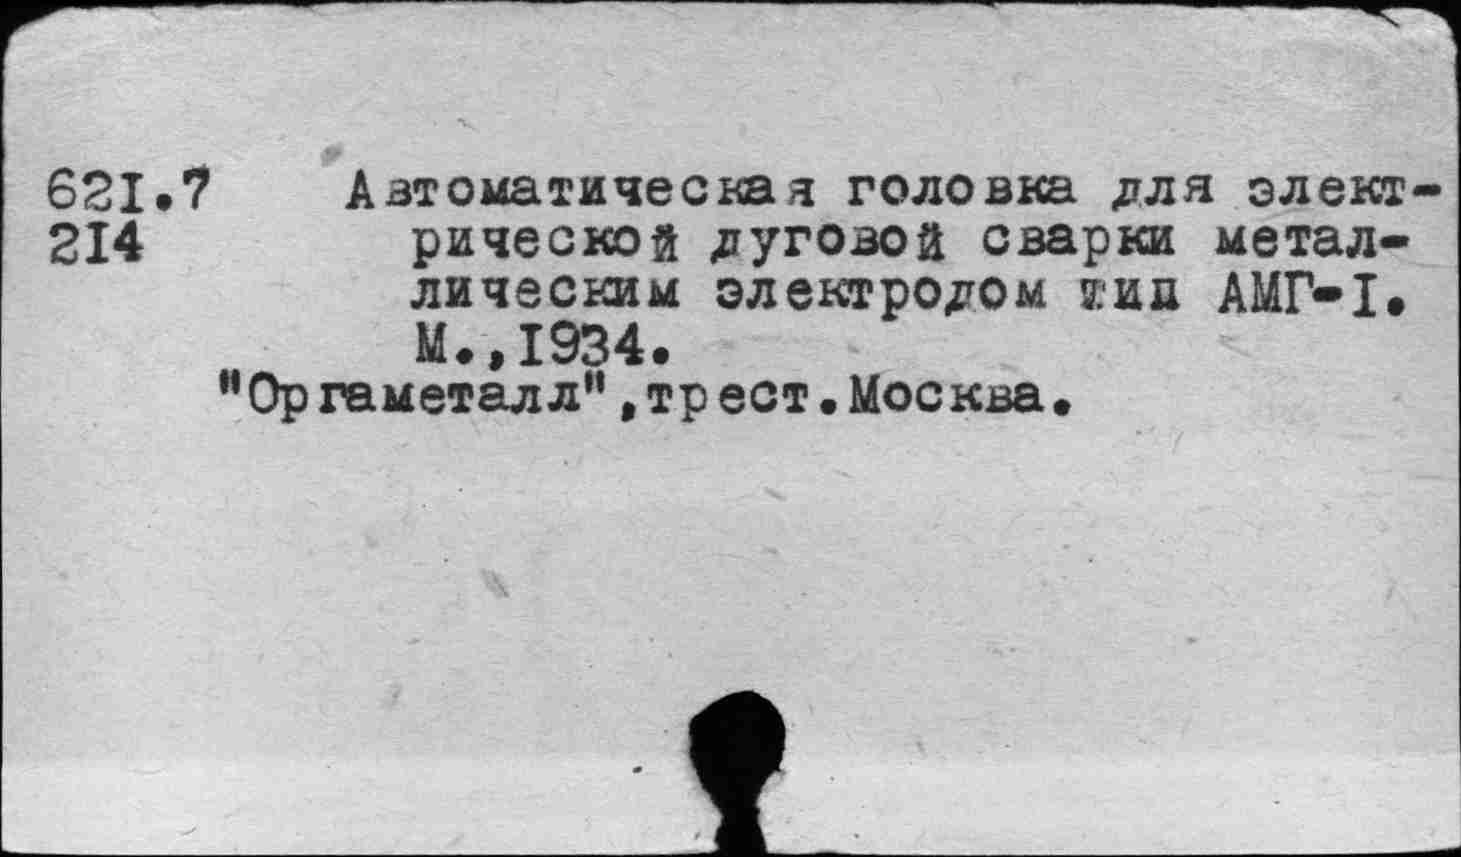 621.7 Автоматическая головка для элект-
214 рической дуговой сварки метал-
лическим электродом тип АМГ-I.
М.,1934.
"Оргаметалл",трест.Москва.